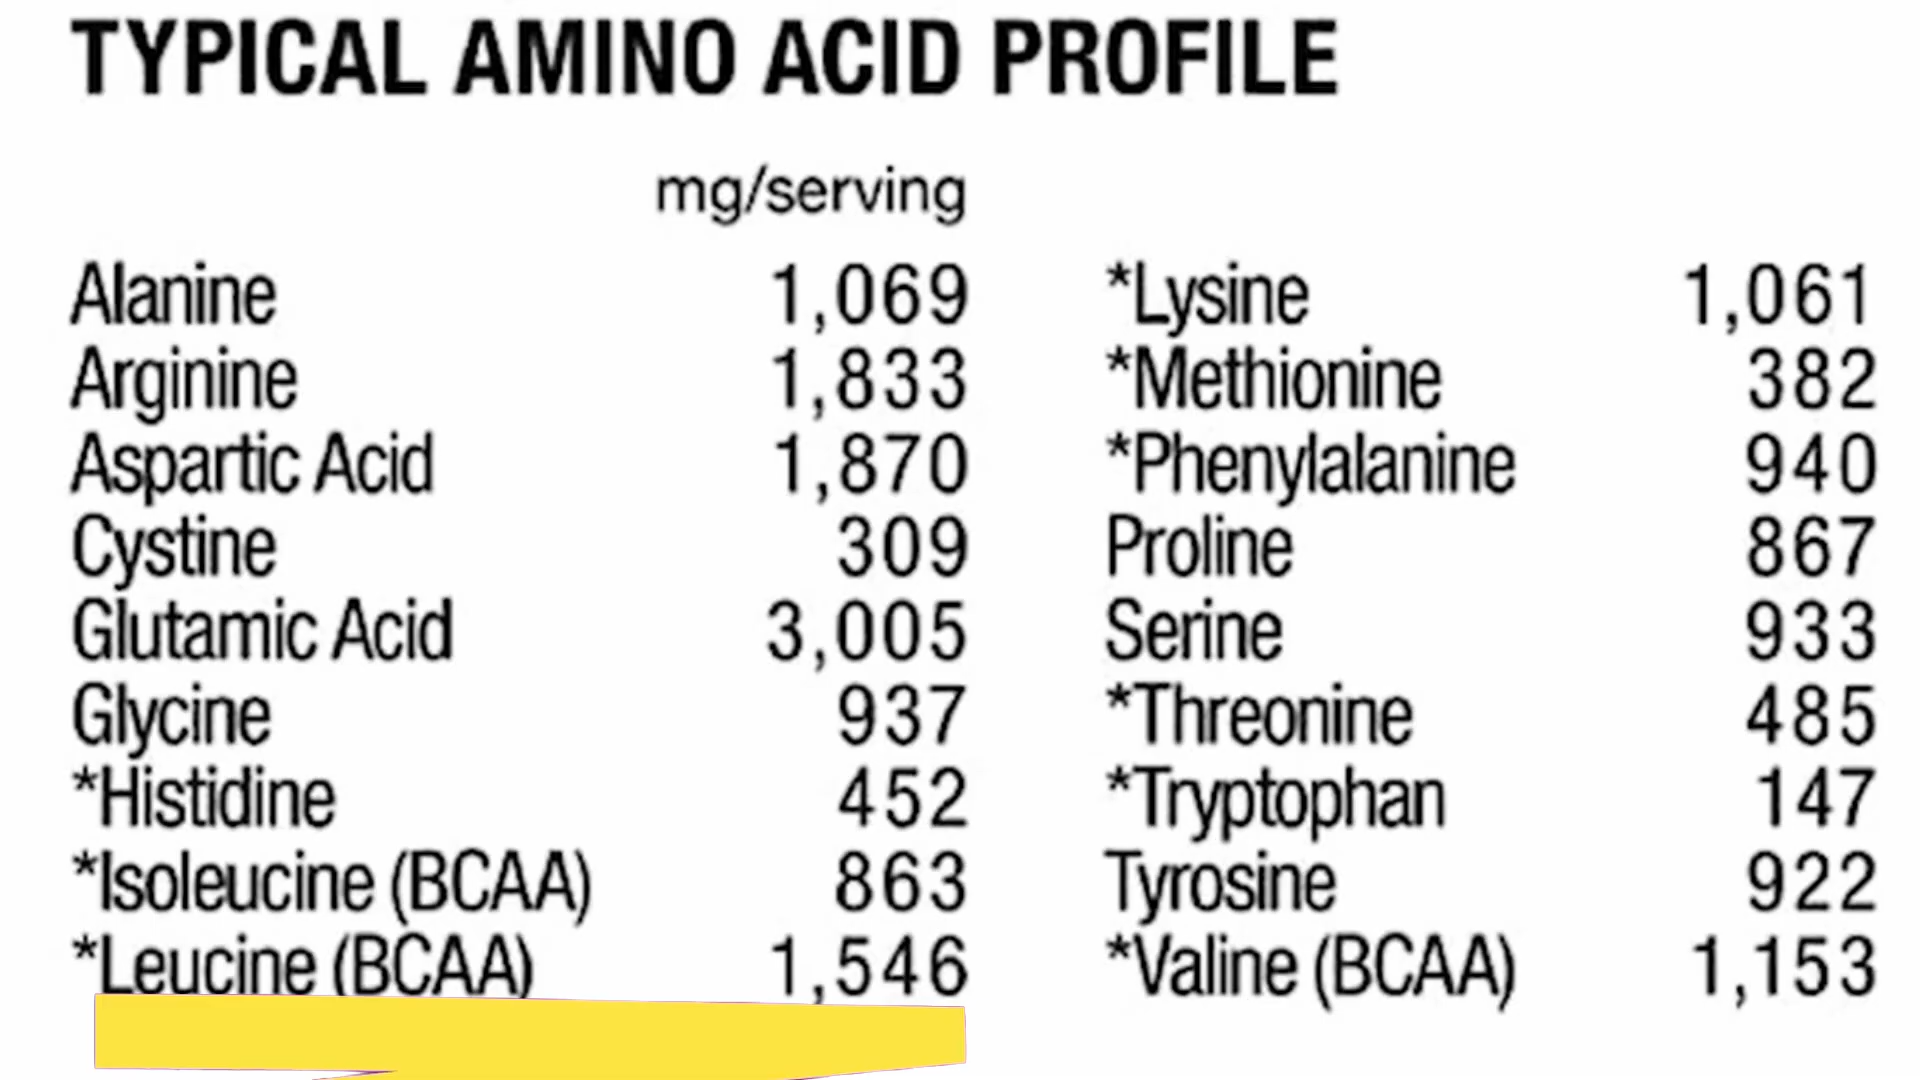 TYPICAL AMINO ACID PROFILE
mg/serving
Alanine 1,069
Arginine 1,833
Aspartic Acid 1,870
Cystine 309
Glutamic Acid 3,005
Glycine 937
*Histidine 452
*Isoleucine (BCAA) 863
*Leucine (BCAA) 1,546
*Lysine 1,061
*Methionine 382
*Phenylalanine 940
Proline 867
Serine 933
*Threonine 485
*Tryptophan 147
Tyrosine 922
*Valine (BCAA) 1,153